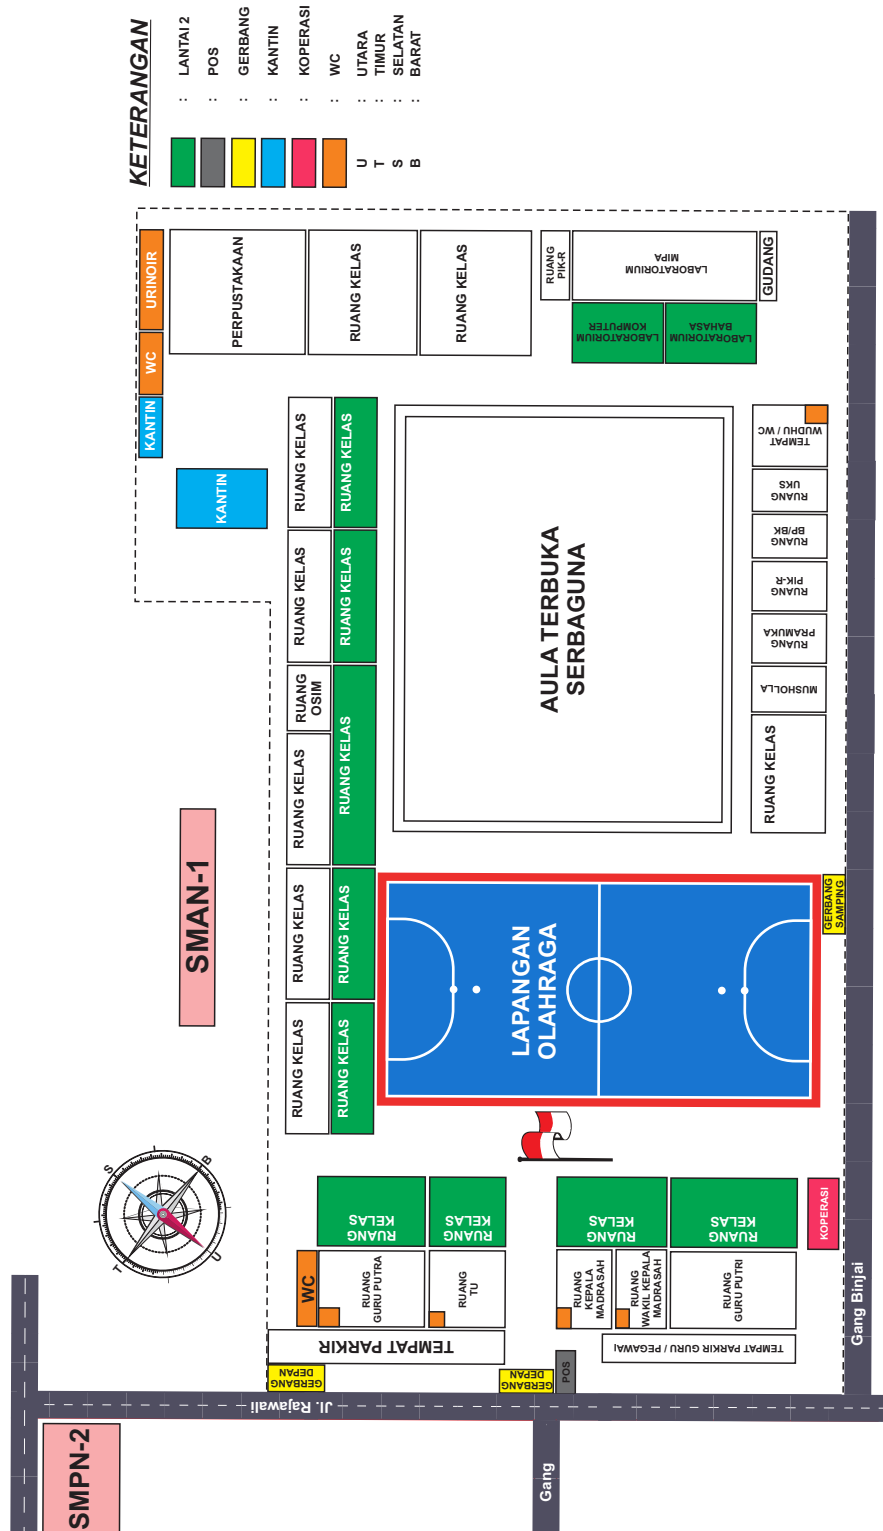 KETERANGAN
: LANTAI 2
: POS
: GERBANG
: KANTIN
: KOPERASI
: WC
U : UTARA
T : TIMUR
S : SELATAN
B : BARAT
URINOIR
WC
KANTIN
KANTIN
PERPUSTAKAAN
RUANG KELAS
RUANG KELAS
RUANG
PIK-R
LABORATORIUM
MIPA
GUDANG
LABORATORIUM
KOMPUTER
LABORATORIUM
BAHASA
RUANG KELAS
RUANG KELAS
RUANG KELAS
RUANG KELAS
RUANG
OSIM
RUANG KELAS
RUANG KELAS
RUANG KELAS
RUANG KELAS
RUANG KELAS
RUANG KELAS
AULA TERBUKA
SERBAGUNA
TEMPAT
WUDHU / WC
RUANG
UKS
RUANG
BP/BK
RUANG
PIK-R
RUANG
PRAMUKA
MUSHOLLA
RUANG KELAS
SMAN-1
LAPANGAN
OLAHRAGA
GERBANG
SAMPING
S
B
U
T
RUANG
KELAS
RUANG
KELAS
RUANG
KELAS
RUANG
KELAS
KOPERASI
WC
RUANG
GURU PUTRA
RUANG
TU
RUANG
KEPALA
MADRASAH
RUANG
WAKIL KEPALA
MADRASAH
RUANG
GURU PUTRI
TEMPAT PARKIR
TEMPAT PARKIR GURU / PEGAWAI
GERBANG
DEPAN
GERBANG
DEPAN
POS
Jl. Rajawali
Gang Binjai
SMPN-2
Gang